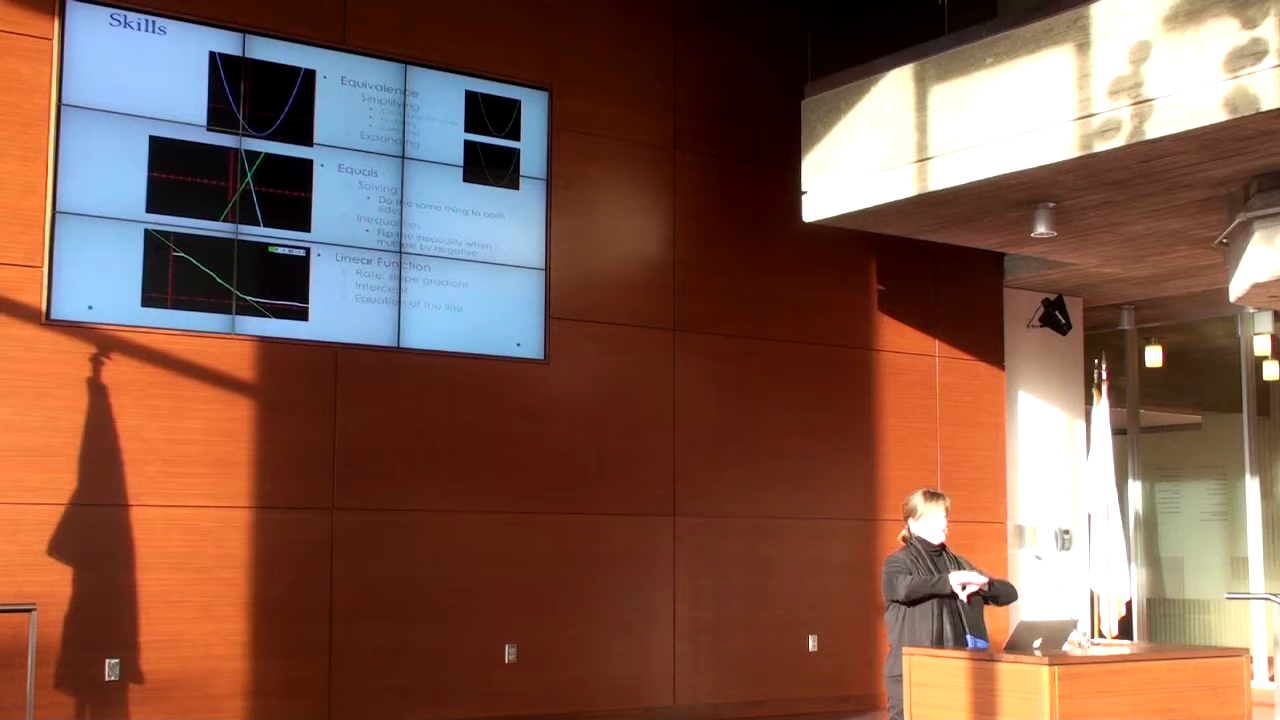 Skills
Equivalence
Simplifying
Expanding
Equals
Solving
Do the same thing to both
sides
Inequalities
Flip the inequality when
multiple by negative
Linear Function
Rate, slope gradient
Intercept
Equation of the line